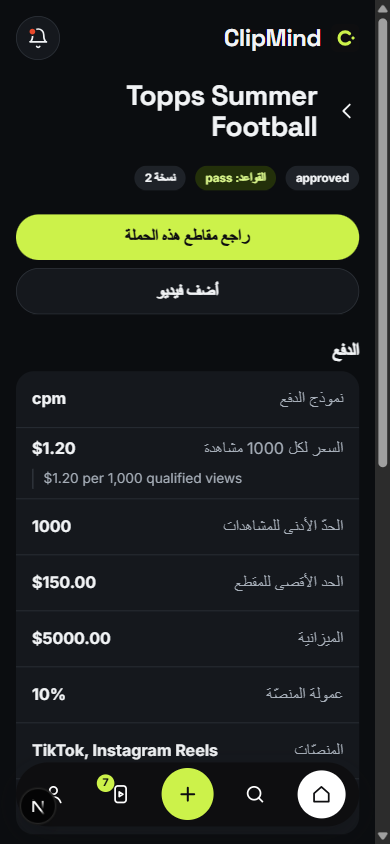 ClipMind
Topps Summer
Football
approved
القواعد: pass
نسخة 2
راجع مقاطع هذه الحملة
أضف فيديو
الدفع
نموذج الدفع
cpm
السعر لكل 1000 مشاهدة
$1.20
$1.20 per 1,000 qualified views
الحدّ الأدنى للمشاهدات
1000
الحد الأقصى للمقطع
$150.00
الميزانية
$5000.00
عمولة المنصّة
10%
المنصّات
TikTok, Instagram Reels
7
N